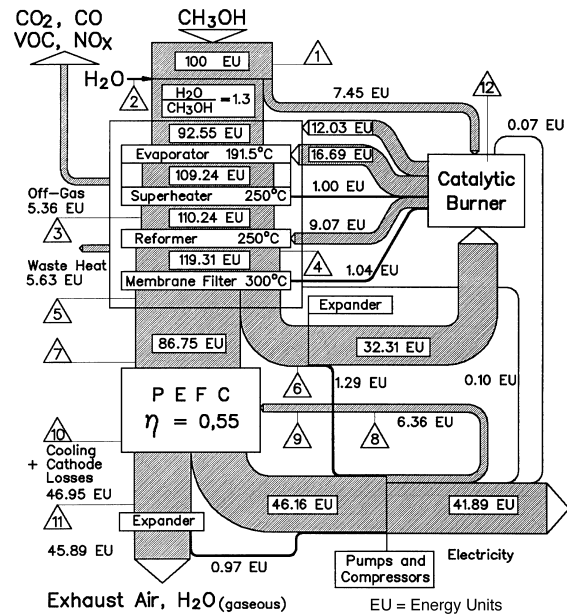 CO2, CO
VOC, NOx
CH3OH
1
100 EU
H2O
2
H2O
CH3OH
=1.3
7.45 EU
12
0.07 EU
92.55 EU
12.03 EU
Evaporator 191.5°C
16.69 EU
109.24 EU
Catalytic
Burner
Superheater 250°C
1.00 EU
Off-Gas
5.36 EU
110.24 EU
9.07 EU
3
Reformer 250°C
Waste Heat
5.63 EU
119.31 EU
4
1.04 EU
Membrane Filter 300°C
5
Expander
7
86.75 EU
32.31 EU
6
1.29 EU
0.10 EU
PEFC
η = 0,55
9
8
6.36 EU
10
Cooling
+ Cathode
Losses
46.95 EU
11
46.16 EU
41.89 EU
Expander
45.89 EU
0.97 EU
Pumps and
Compressors
Electricity
Exhaust Air, H2O (gaseous)
EU = Energy Units